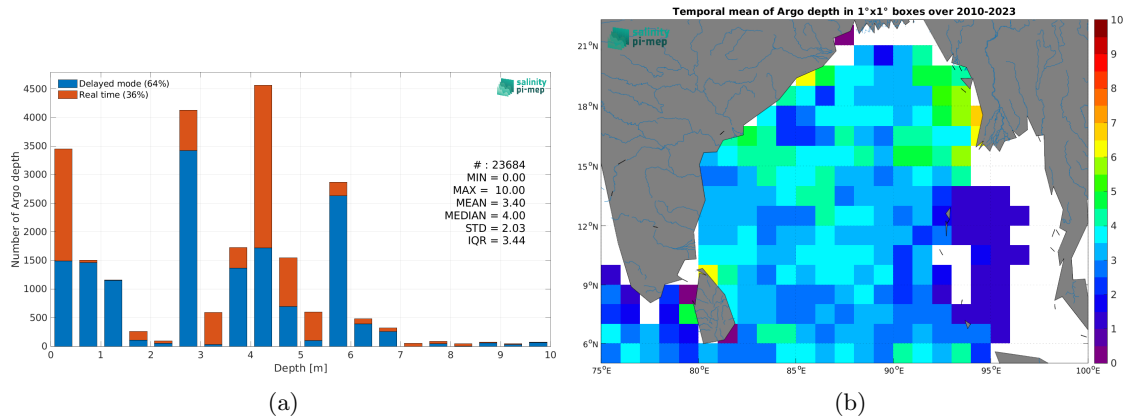 Delayed mode (64%)
Real time (36%)
salinity
pi-mep
# : 23684
MIN = 0.00
MAX = 10.00
MEAN = 3.40
MEDIAN = 4.00
STD = 2.03
IQR = 3.44
Number of Argo depth
4500
4000
3500
3000
2500
2000
1500
1000
500
0
0 1 2 3 4 5 6 7 8 9 10
Depth [m]
(a)
Temporal mean of Argo depth in 1°x1° boxes over 2010-2023
salinity
pi-mep
21°N
18°N
15°N
12°N
9°N
6°N
75°E 80°E 85°E 90°E 95°E 100°E
10
9
8
7
6
5
4
3
2
1
0
(b)